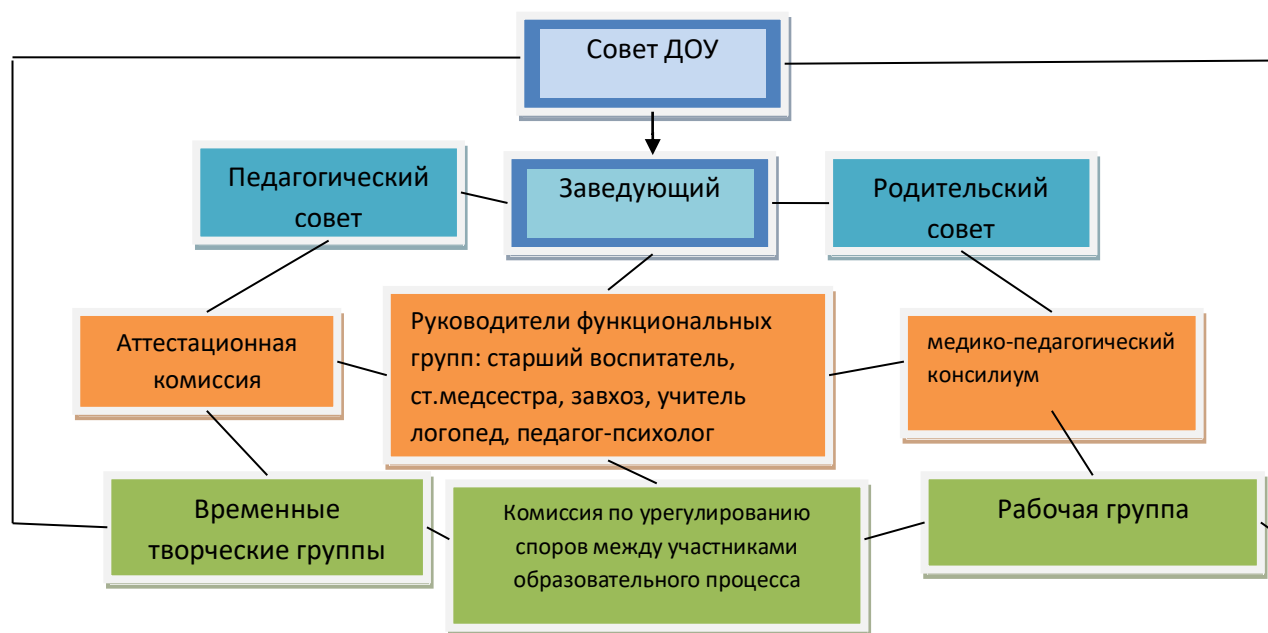 Совет ДОУ
Педагогический
совет
Заведующий
Родительский
совет
Аттестационная
комиссия
Руководители функциональных
групп: старший воспитатель,
ст.медсестра, завхоз, учитель
логопед, педагог-психолог
медико-педагогический
консилиум
Временные
творческие группы
Комиссия по урегулированию
споров между участниками
образовательного процесса
Рабочая группа